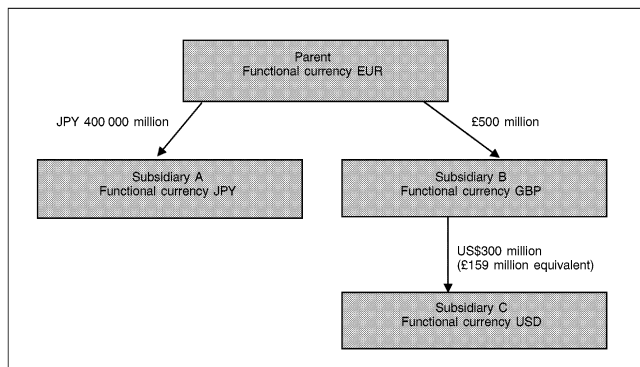 Parent
Functional currency EUR
JPY 400 000 million
£500 million
Subsidiary A
Functional currency JPY
Subsidiary B
Functional currency GBP
US$300 million
(£159 million equivalent)
Subsidiary C
Functional currency USD